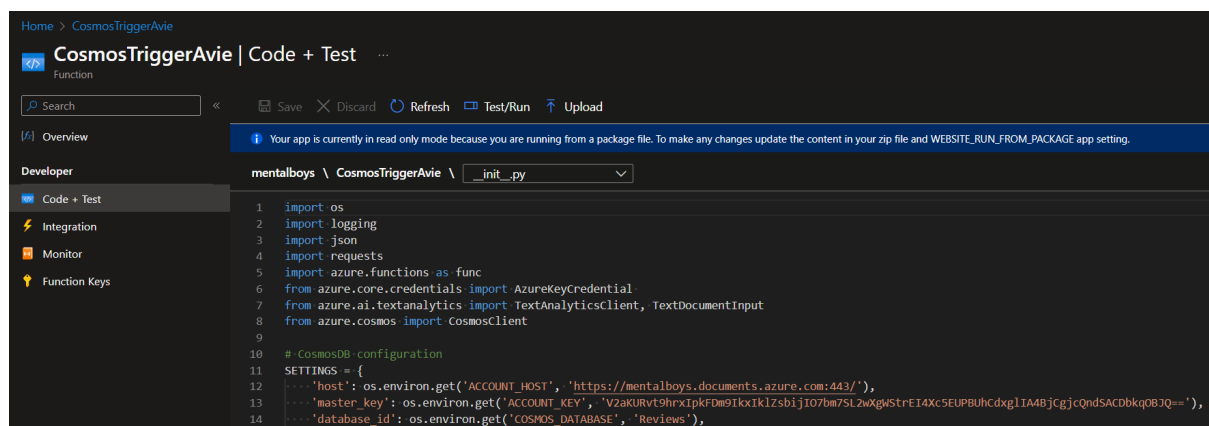 Home > CosmosTriggerAvie
CosmosTriggerAvie | Code + Test ...
Function
Search «
Overview
Developer
Code + Test
Integration
Monitor
Function Keys
Save Discard Refresh Test/Run Upload
Your app is currently in read only mode because you are running from a package file. To make any changes update the content in your zip file and WEBSITE_RUN_FROM_PACKAGE app setting.
mentalboys \ CosmosTriggerAvie \ __init__.py
1 import os
2 import logging
3 import json
4 import requests
5 import azure.functions as func
6 from azure.core.credentials import AzureKeyCredential
7 from azure.ai.textanalytics import TextAnalyticsClient, TextDocumentInput
8 from azure.cosmos import CosmosClient
9
10 # CosmosDB configuration
11 SETTINGS = {
12 'host': os.environ.get('ACCOUNT_HOST', 'https://mentalboys.documents.azure.com:443/'),
13 'master_key': os.environ.get('ACCOUNT_KEY', '
14 'database_id': os.environ.get('COSMOS_DATABASE', 'Reviews'),